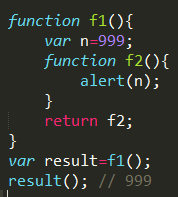 function f1(){
    var n=999;
    function f2(){
        alert(n);
    }
    return f2;
}
var result=f1();
result(); // 999